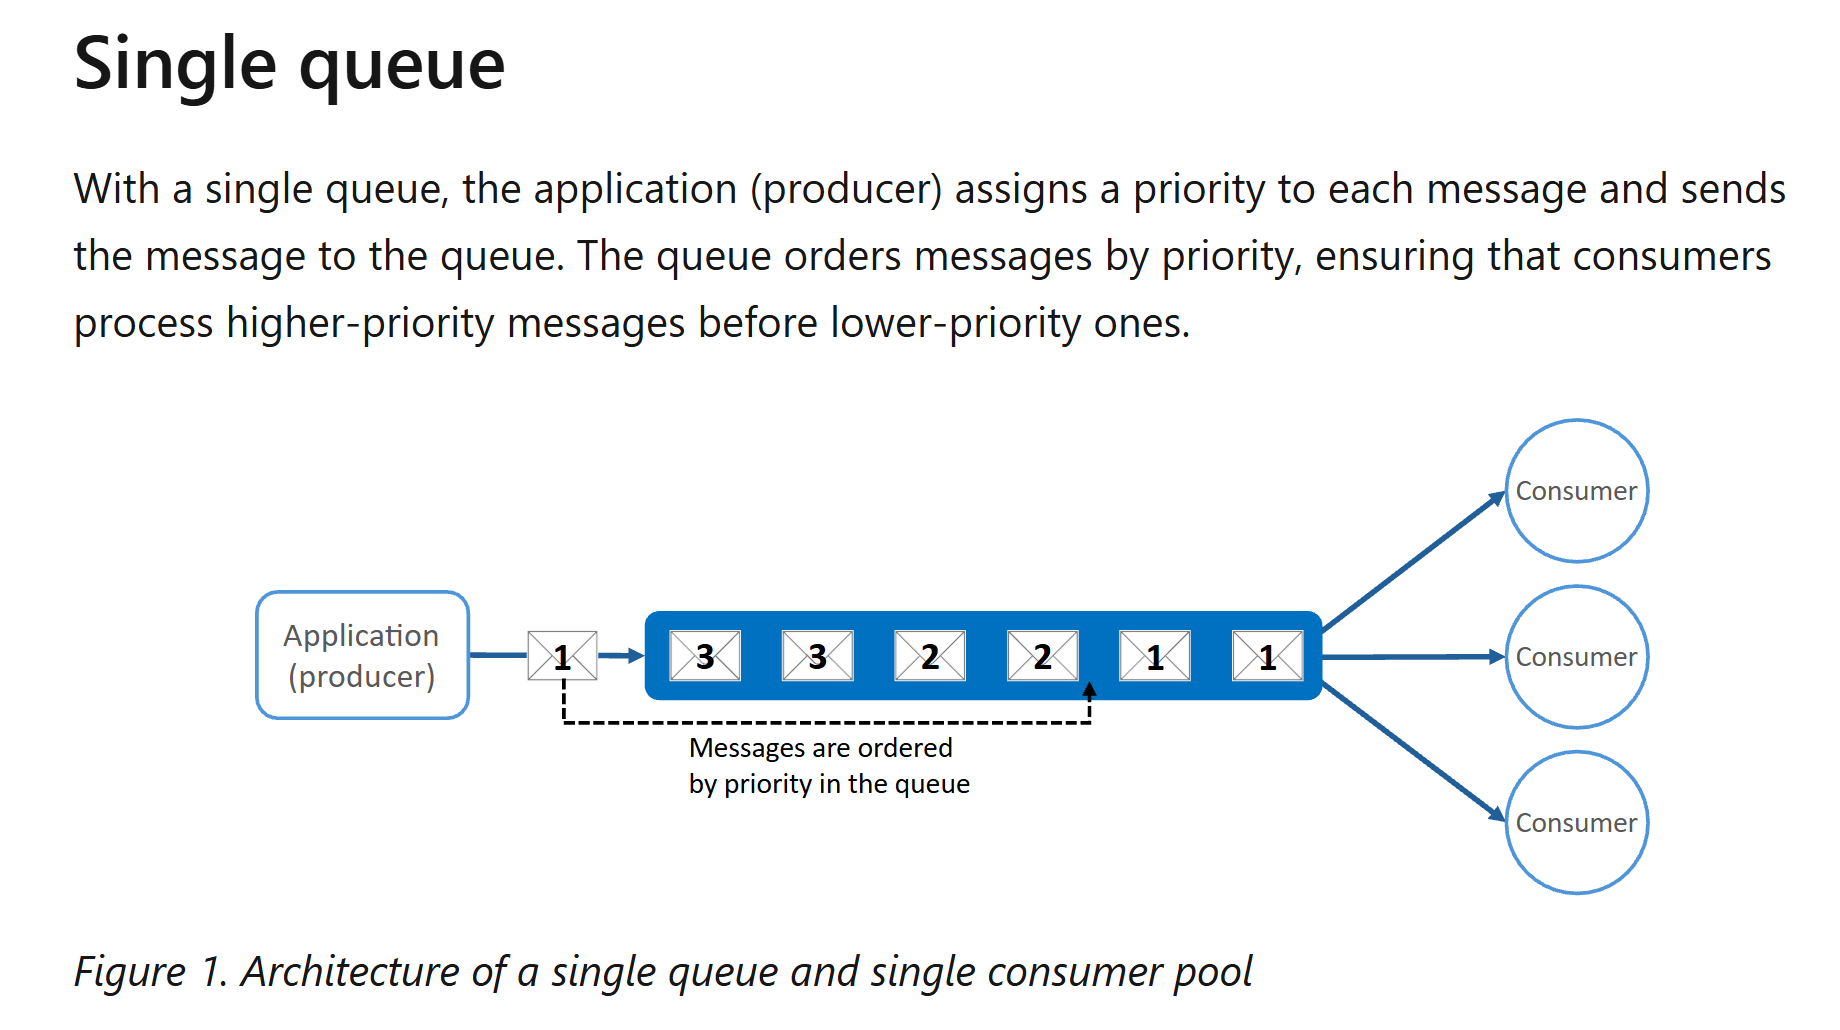 Single queue
With a single queue, the application (producer) assigns a priority to each message and sends
the message to the queue. The queue orders messages by priority, ensuring that consumers
process higher-priority messages before lower-priority ones.
Consumer
Application
(producer)
1
3
3
2
2
1
1
Consumer
Messages are ordered
by priority in the queue
Consumer
Figure 1. Architecture of a single queue and single consumer pool